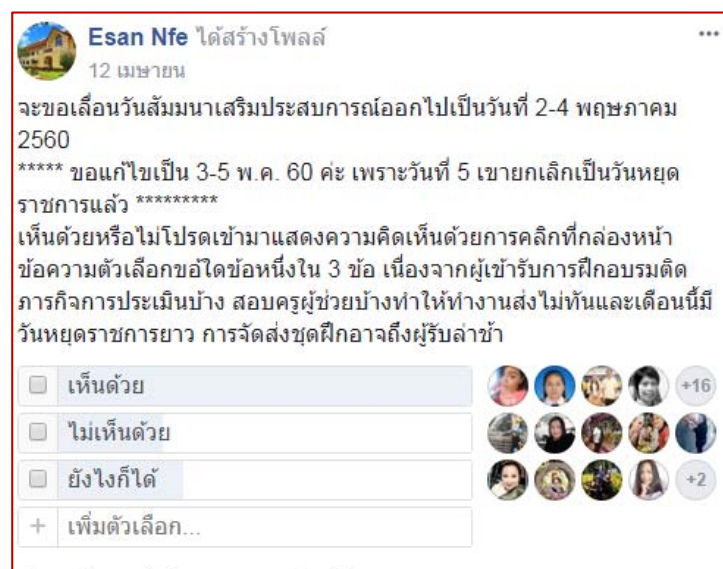 Esan Nfe ได้สร้างโพลล์
12 เมษายน
จะขอเลื่อนวันสัมมนาเสริมประสบการณ์ออกไปเป็นวันที่ 2-4 พฤษภาคม
2560
***** ขอแก้ไขเป็น 3-5 พ.ค. 60 ค่ะ เพราะวันที่ 5 เขายกเลิกเป็นวันหยุด
ราชการแล้ว *********
เห็นด้วยหรือไม่โปรดเข้ามาแสดงความคิดเห็นด้วยการคลิกที่กล่องหน้า
ข้อความตัวเลือกขอ้ใดข้อหนึ่งใน 3 ข้อ เนื่องจากผู้เข้ารับการฝึกอบรมติด
ภารกิจการประเมินบ้าง สอบครูผู้ช่วยบ้างทำให้ทำงานส่งไม่ทันและเดือนนี้มี
วันหยุดราชการยาว การจัดส่งชุดฝึกอาจถึงผู้รับล่าช้า
เห็นด้วย +16
ไม่เห็นด้วย
ยังไงก็ได้ +2
+ เพิ่มตัวเลือก...